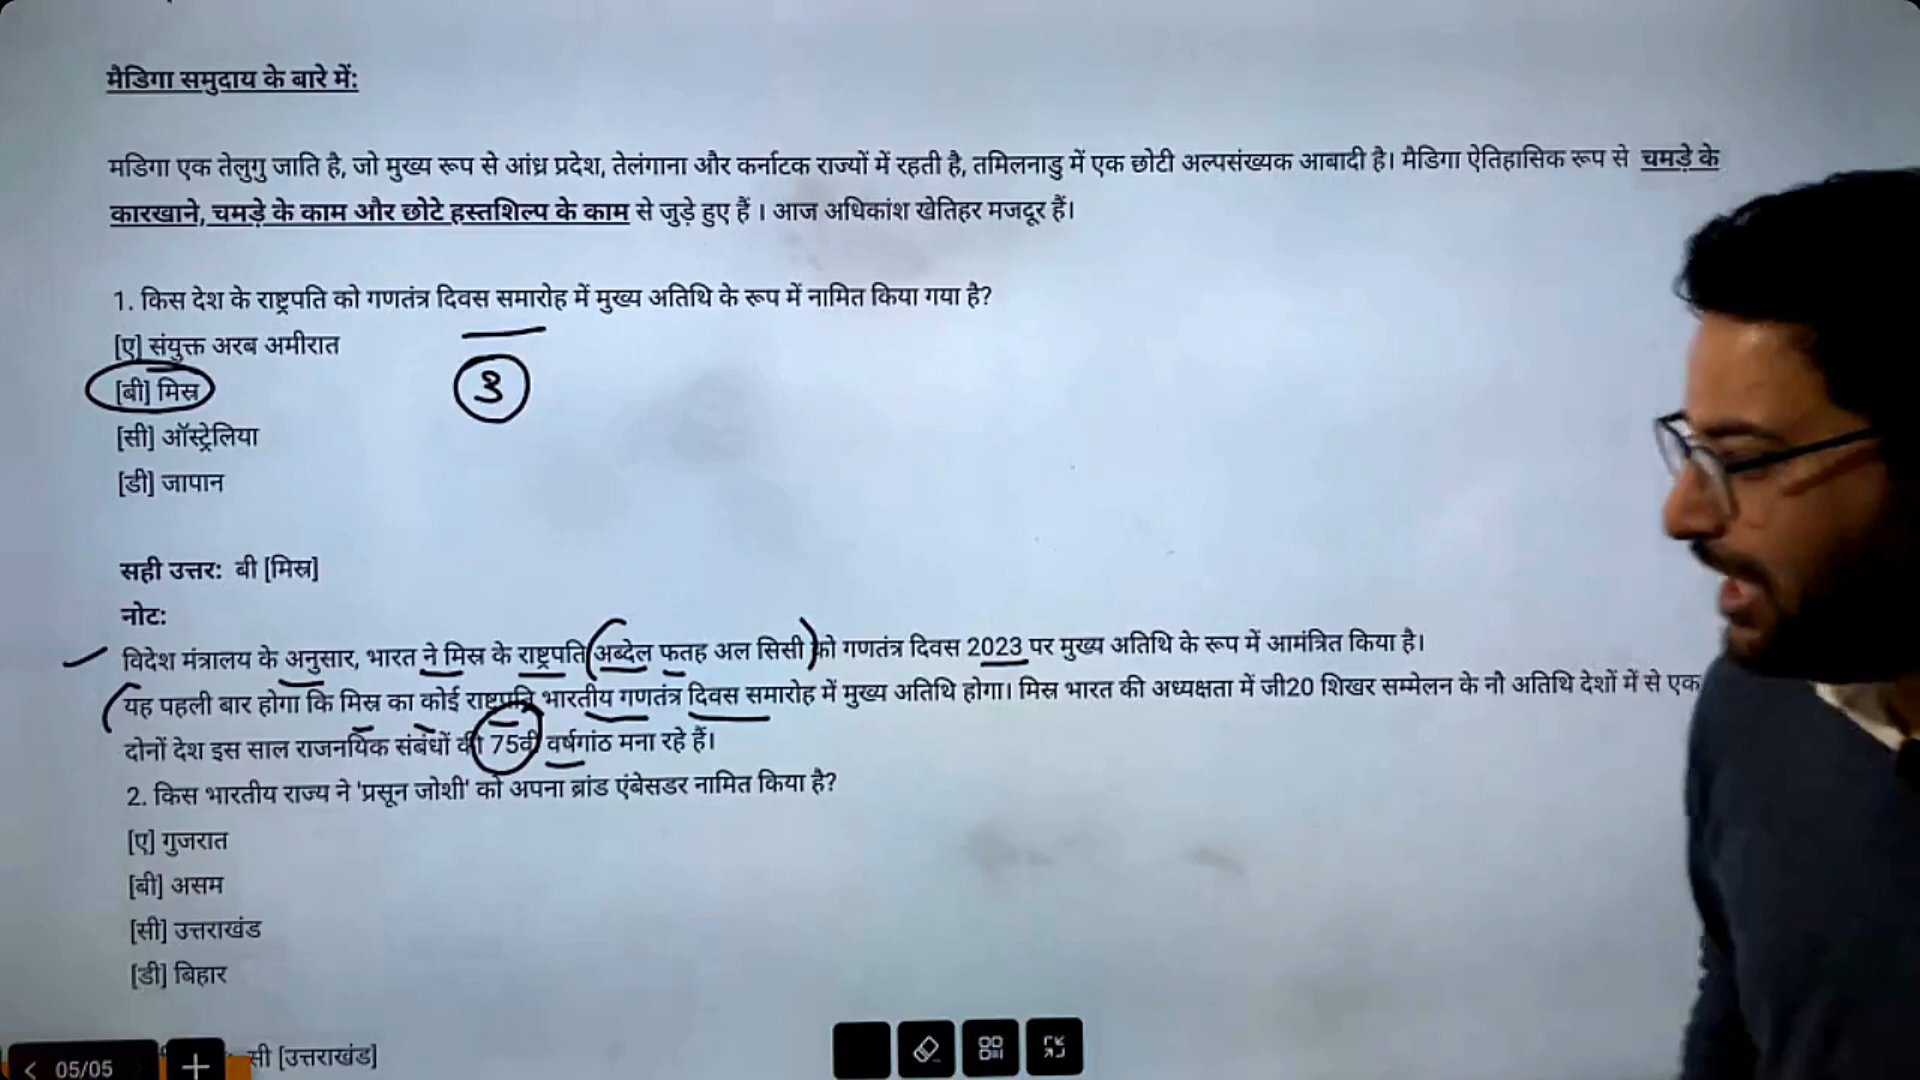 मैडिगा समुदाय के बारे में:
मडिगा एक तेलुगु जाति है, जो मुख्य रूप से आंध्र प्रदेश, तेलंगाना और कर्नाटक राज्यों में रहती है, तमिलनाडु में एक छोटी अल्पसंख्यक आबादी है। मैडिगा ऐतिहासिक रूप से चमड़े के
कारखाने, चमड़े के काम और छोटे हस्तशिल्प के काम से जुड़े हुए हैं । आज अधिकांश खेतिहर मजदूर हैं।
1. किस देश के राष्ट्रपति को गणतंत्र दिवस समारोह में मुख्य अतिथि के रूप में नामित किया गया है?
[ए] संयुक्त अरब अमीरात
[बी] मिस्र
3
[सी] ऑस्ट्रेलिया
[डी] जापान
सही उत्तर: बी [मिस्र]
नोट:
विदेश मंत्रालय के अनुसार, भारत ने मिस्र के राष्ट्रपति अब्देल फतह अल सिसी को गणतंत्र दिवस 2023 पर मुख्य अतिथि के रूप में आमंत्रित किया है।
यह पहली बार होगा कि मिस्र का कोई राष्ट्रपति भारतीय गणतंत्र दिवस समारोह में मुख्य अतिथि होगा। मिस्र भारत की अध्यक्षता में जी20 शिखर सम्मेलन के नौ अतिथि देशों में से एक
दोनों देश इस साल राजनयिक संबंधों की 75वीं वर्षगांठ मना रहे हैं।
2. किस भारतीय राज्य ने 'प्रसून जोशी' को अपना ब्रांड एंबेसडर नामित किया है?
[ए] गुजरात
[बी] असम
[सी] उत्तराखंड
[डी] बिहार
सी [उत्तराखंड]
05/05